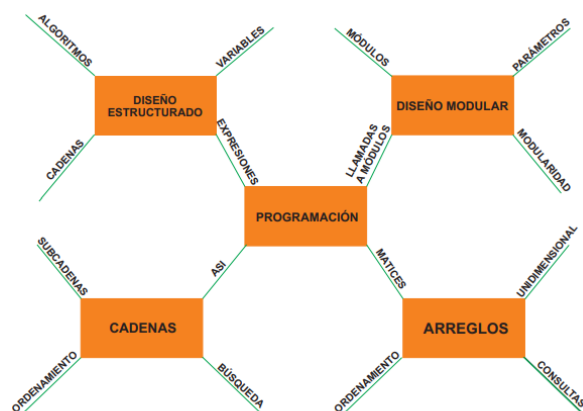 ALGORITMOS
VARIABLES
DISEÑO
ESTRUCTURADO
CADENAS
EXPRESIONES
MÓDULOS
PARÁMETROS
DISEÑO MODULAR
LLAMADAS
A MÓDULOS
MODULARIDAD
PROGRAMACIÓN
SUBCADENAS
ASI
CADENAS
ORDENAMIENTO
BÚSQUEDA
MATICES
UNIDIMENSIONAL
ARREGLOS
ORDENAMIENTO
CONSULTAS